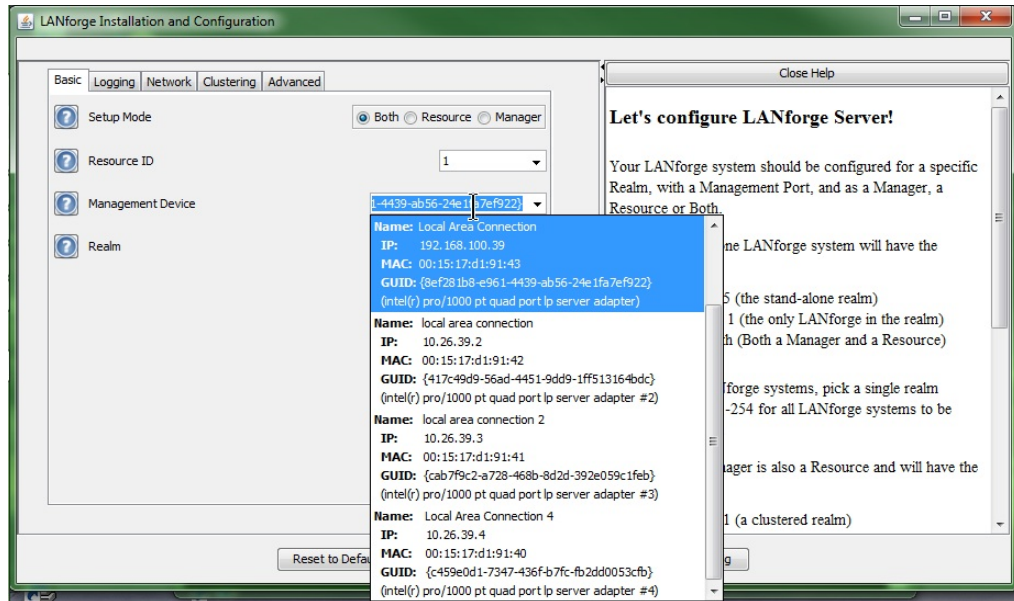 LANforge Installation and Configuration
Basic Logging Network Clustering Advanced
Setup Mode
Both Resource Manager
Resource ID
1
Management Device
1-4439-ab56-24e1fa7ef922}
Realm
Name: Local Area Connection
IP: 192.168.100.39
MAC: 00:15:17:d1:91:43
GUID: {8ef281b8-e961-4439-ab56-24e1fa7ef922}
(intel(r) pro/1000 pt quad port lp server adapter)
Name: local area connection
IP: 10.26.39.2
MAC: 00:15:17:d1:91:42
GUID: {417c49d9-56ad-4451-9dd9-1ff513164bdc}
(intel(r) pro/1000 pt quad port lp server adapter #2)
Name: local area connection 2
IP: 10.26.39.3
MAC: 00:15:17:d1:91:41
GUID: {cab7f9c2-a728-468b-8d2d-392e059c1feb}
(intel(r) pro/1000 pt quad port lp server adapter #3)
Name: Local Area Connection 4
IP: 10.26.39.4
MAC: 00:15:17:d1:91:40
GUID: {c459e0d1-7347-436f-b7fc-fb2dd0053cfb}
(intel(r) pro/1000 pt quad port lp server adapter #4)
Reset to Defau
g
Close Help
Let's configure LANforge Server!
Your LANforge system should be configured for a specific
Realm, with a Management Port, and as a Manager, a
Resource or Both.
ne LANforge system will have the
5 (the stand-alone realm)
1 (the only LANforge in the realm)
h (Both a Manager and a Resource)
forge systems, pick a single realm
-254 for all LANforge systems to be
ager is also a Resource and will have the
1 (a clustered realm)